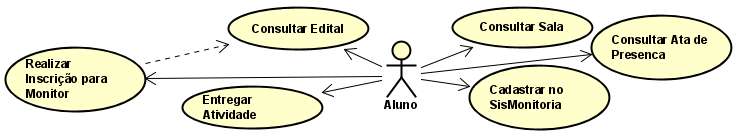 Consultar Edital
Consultar Sala
Consultar Ata de
Presenca
Realizar
Inscrição para
Monitor
Entregar
Atividade
Aluno
Cadastrar no
SisMonitoria